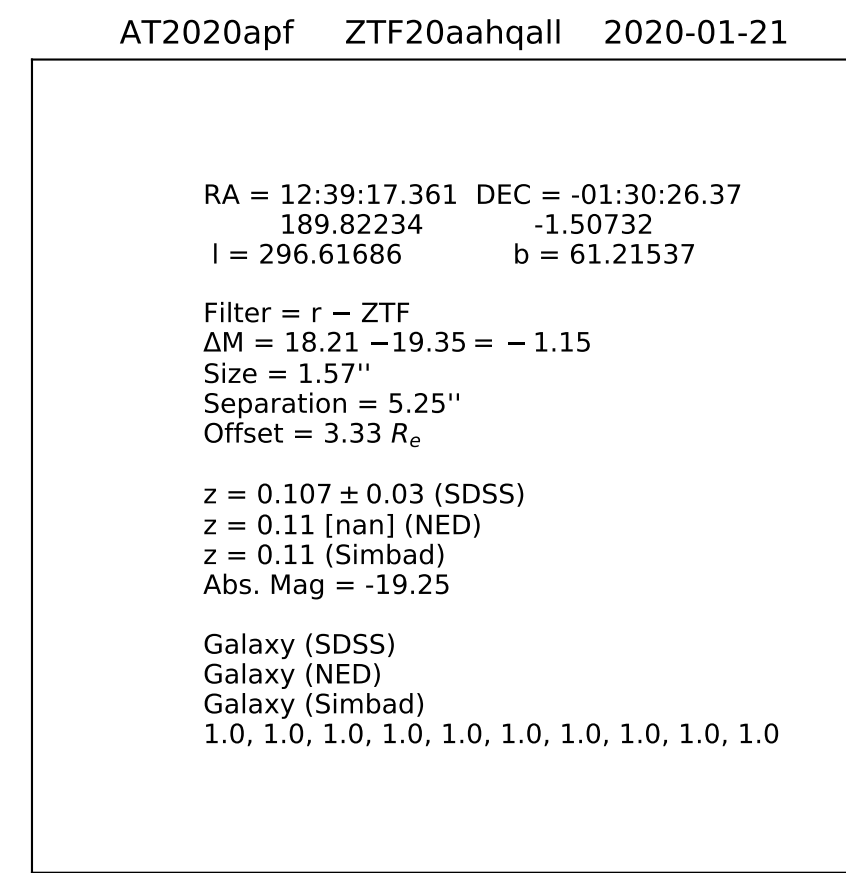 AT2020apf ZTF20aahqall 2020-01-21
RA = 12:39:17.361 DEC = -01:30:26.37
189.82234 -1.50732
l = 296.61686 b = 61.21537
Filter = r − ZTF
ΔM = 18.21 −19.35 = − 1.15
Size = 1.57''
Separation = 5.25''
Offset = 3.33 Rₑ
z = 0.107 ± 0.03 (SDSS)
z = 0.11 [nan] (NED)
z = 0.11 (Simbad)
Abs. Mag = -19.25
Galaxy (SDSS)
Galaxy (NED)
Galaxy (Simbad)
1.0, 1.0, 1.0, 1.0, 1.0, 1.0, 1.0, 1.0, 1.0, 1.0